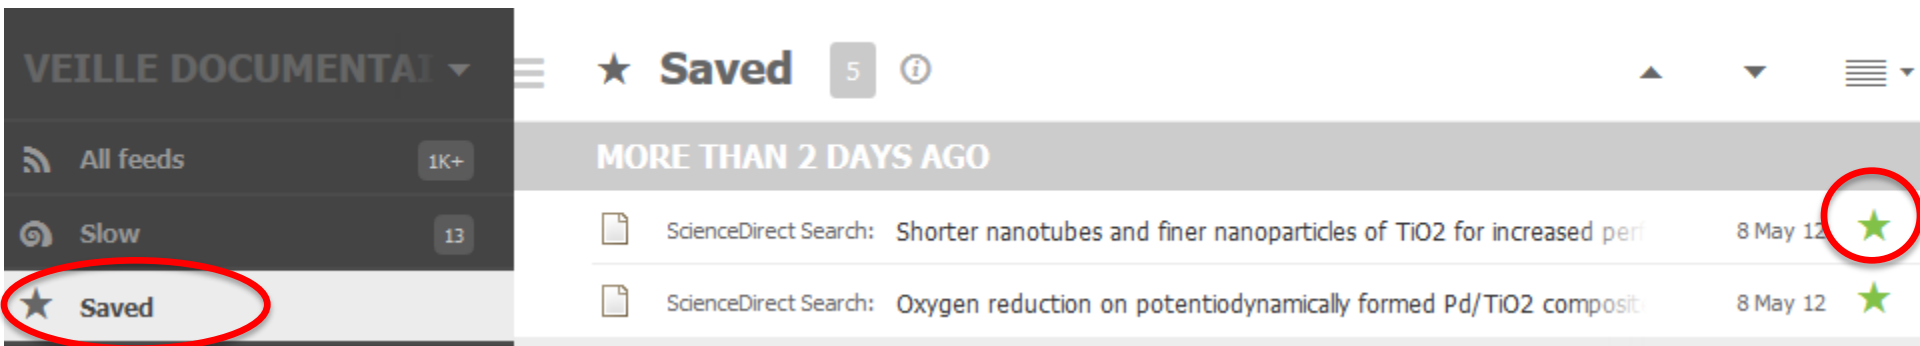 VEILLE DOCUMENTAI
All feeds 1K+
Slow 13
Saved
Saved 5
MORE THAN 2 DAYS AGO
ScienceDirect Search: Shorter nanotubes and finer nanoparticles of TiO2 for increased perf 8 May 12
ScienceDirect Search: Oxygen reduction on potentiodynamically formed Pd/TiO2 composit 8 May 12